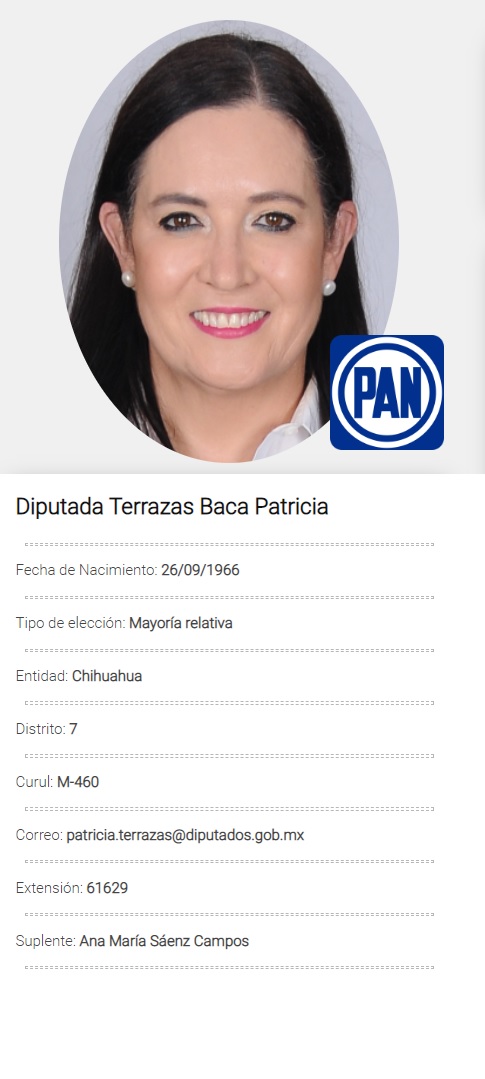 PAN
Diputada Terrazas Baca Patricia
Fecha de Nacimiento: 26/09/1966
Tipo de elección: Mayoría relativa
Entidad: Chihuahua
Distrito: 7
Curul: M-460
Correo: patricia.terrazas@diputados.gob.mx
Extensión: 61629
Suplente: Ana María Sáenz Campos